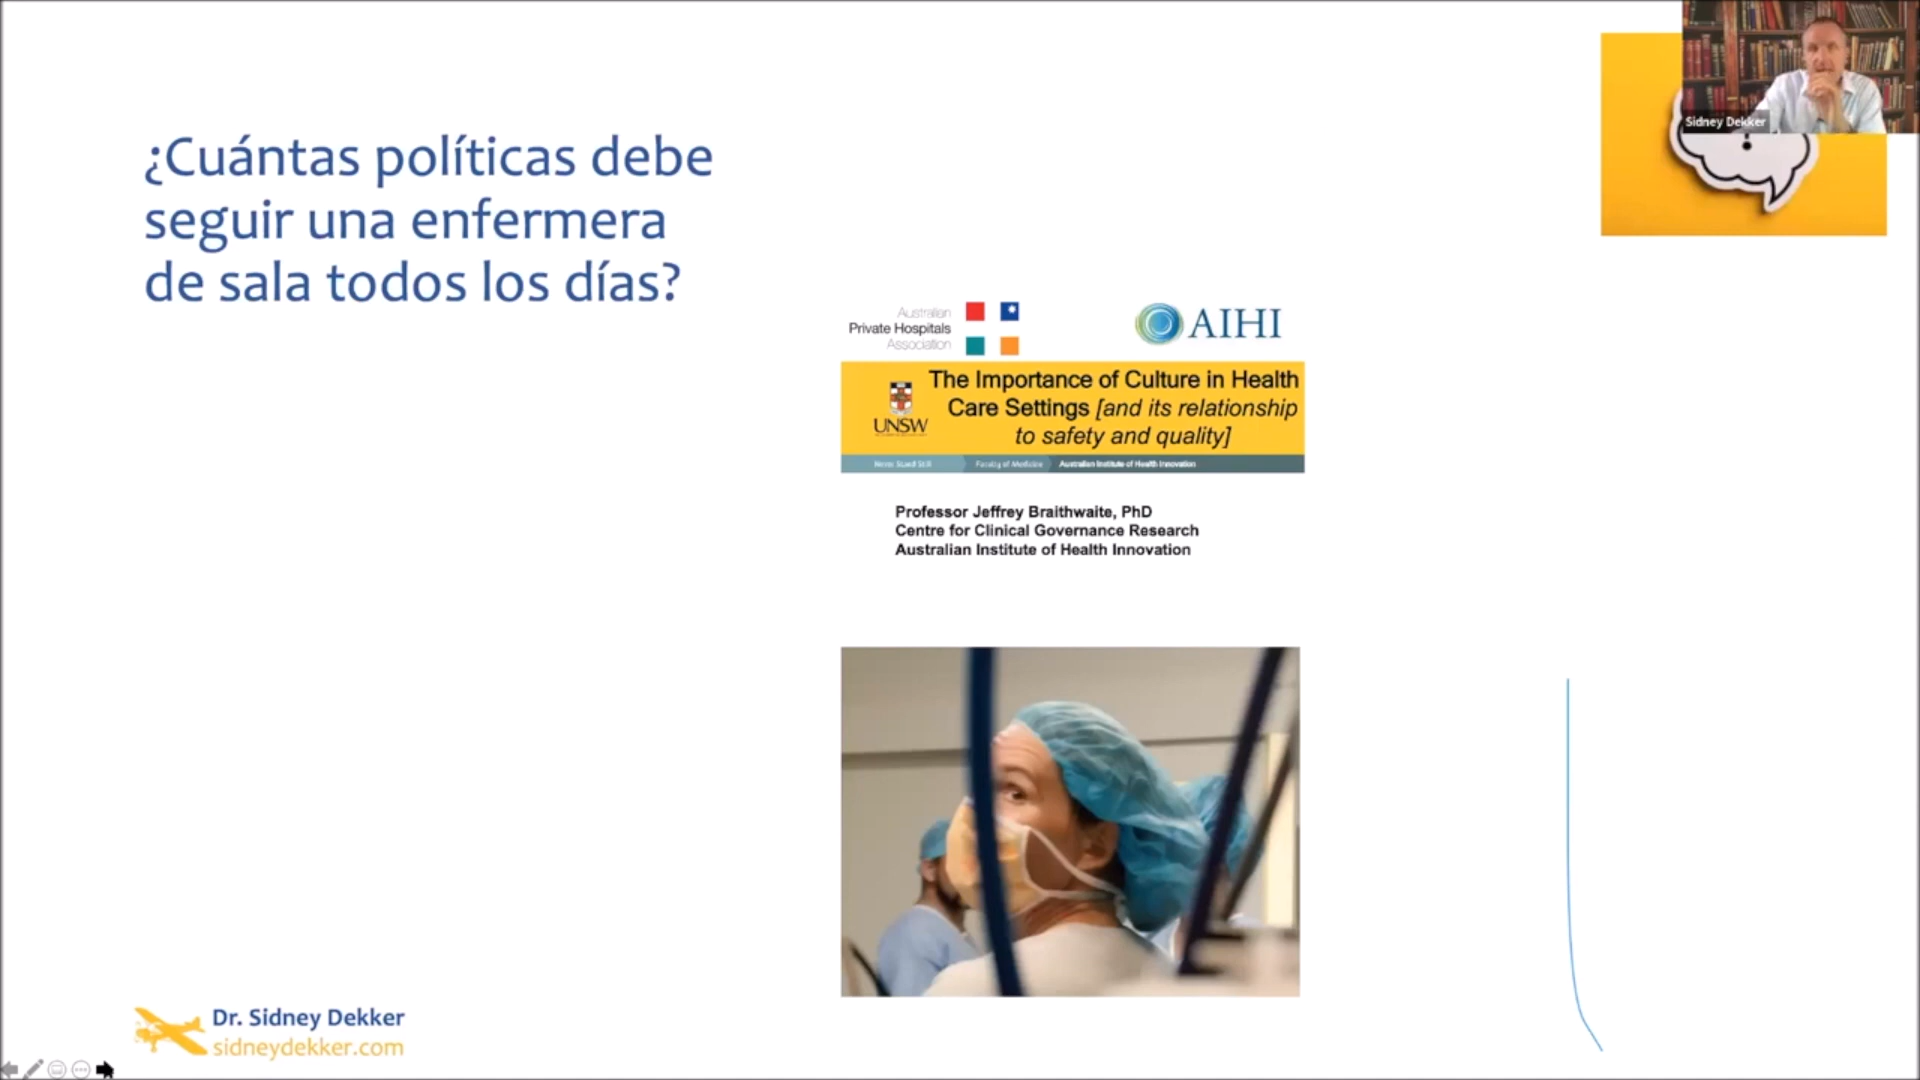 ¿Cuántas políticas debe
seguir una enfermera
de sala todos los días?
Sidney Dekker
Australian
Private Hospitals
Association
AIHI
UNSW
The Importance of Culture in Health
Care Settings [and its relationship
to safety and quality]
Never Stand Still
Faculty of Medicine
Australian Institute of Health Innovation
Professor Jeffrey Braithwaite, PhD
Centre for Clinical Governance Research
Australian Institute of Health Innovation
Dr. Sidney Dekker
sidneydekker.com